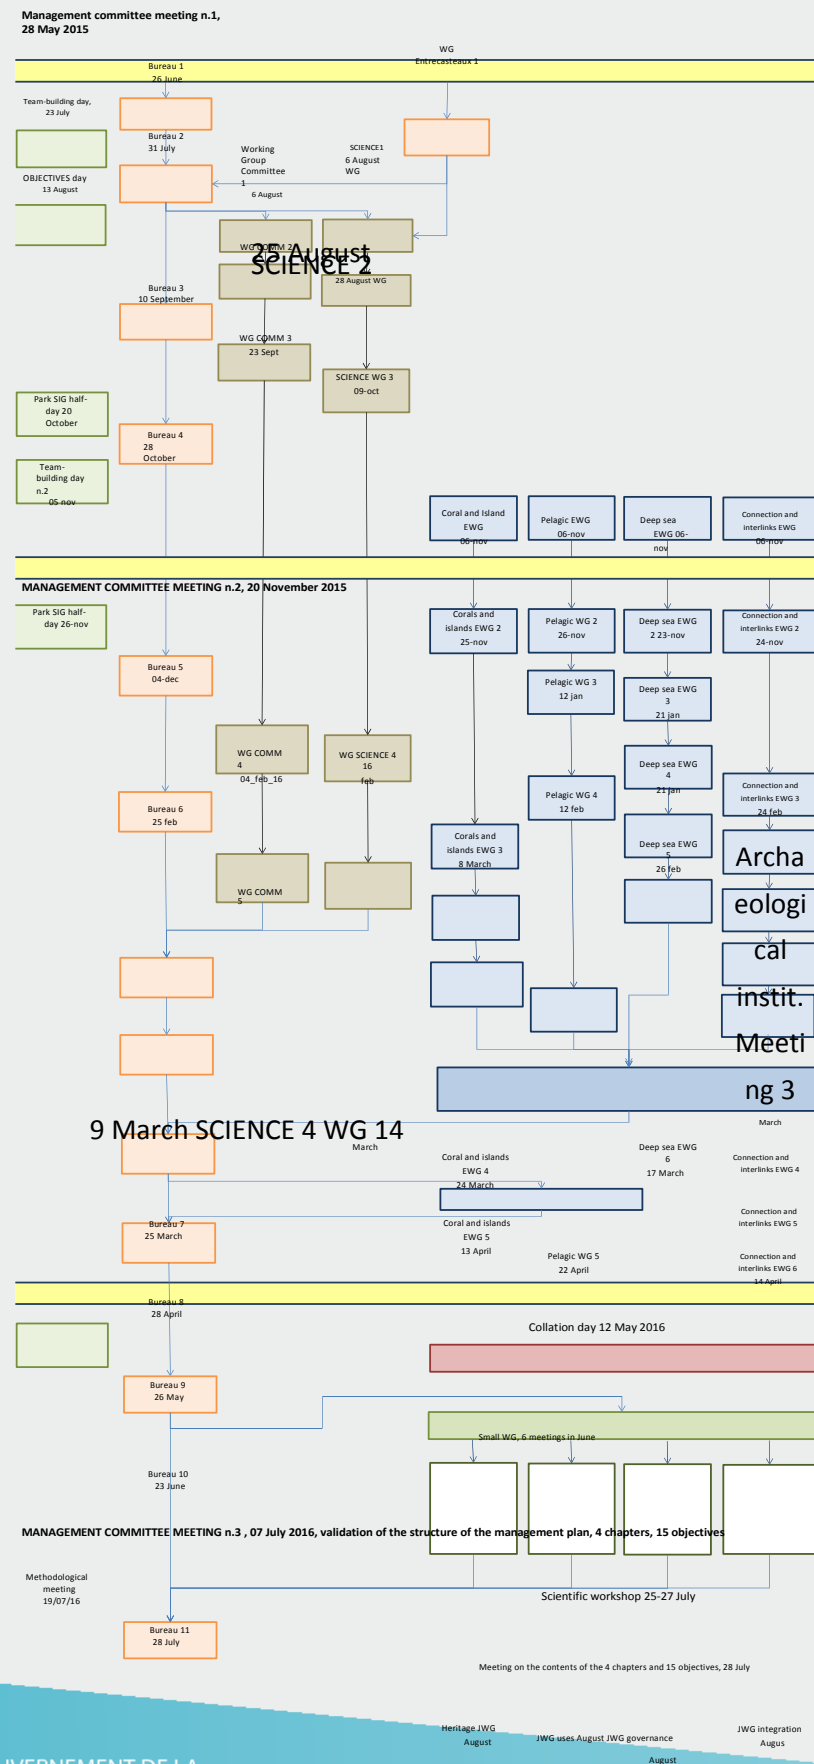 Management committee meeting n.1,
28 May 2015
WG
Entrecasteaux 1
Bureau 1
26 June
Team-building day,
23 July
Bureau 2
31 July
Working
Group
Committee
1
6 August
SCIENCE1
6 August
WG
OBJECTIVES day
13 August
WG COMM 2
25 August
SCIENCE 2
28 August WG
Bureau 3
10 September
WG COMM 3
23 Sept
SCIENCE WG 3
09-oct
Park SIG half-
day 20
October
Bureau 4
28
October
Team-
building day
n.2
05 nov
Coral and Island
EWG
06-nov
Pelagic EWG
06-nov
Deep sea
EWG 06-
nov
Connection and
interlinks EWG
06-nov
MANAGEMENT COMMITTEE MEETING n.2, 20 November 2015
Park SIG half-
day 26-nov
Corals and
islands EWG 2
25-nov
Pelagic WG 2
26-nov
Deep sea EWG
2 23-nov
Connection and
interlinks EWG 2
24-nov
Bureau 5
04-dec
Pelagic WG 3
12 jan
Deep sea EWG
3
21 jan
WG COMM
4
04_feb_16
WG SCIENCE 4
16
feb
Deep sea EWG
4
21 jan
Bureau 6
25 feb
Pelagic WG 4
12 feb
Connection and
interlinks EWG 3
24 feb
Corals and
islands EWG 3
8 March
Deep sea EWG
5
26 feb
WG COMM
5
Archa
eologi
cal
instit.
Meeti
ng 3
March
9 March SCIENCE 4 WG 14
March
Coral and islands
EWG 4
24 March
Deep sea EWG
6
17 March
Connection and
interlinks EWG 4
Bureau 7
25 March
Coral and islands
EWG 5
13 April
Connection and
interlinks EWG 5
Pelagic WG 5
22 April
Connection and
interlinks EWG 6
14 April
Bureau 8
28 April
Collation day 12 May 2016
Bureau 9
26 May
Small WG, 6 meetings in June
Bureau 10
23 June
MANAGEMENT COMMITTEE MEETING n.3 , 07 July 2016, validation of the structure of the management plan, 4 chapters, 15 objectives
Methodological
meeting
19/07/16
Scientific workshop 25-27 July
Bureau 11
28 July
Meeting on the contents of the 4 chapters and 15 objectives, 28 July
Heritage JWG
August
JWG uses August JWG governance
August
JWG integration
Augus